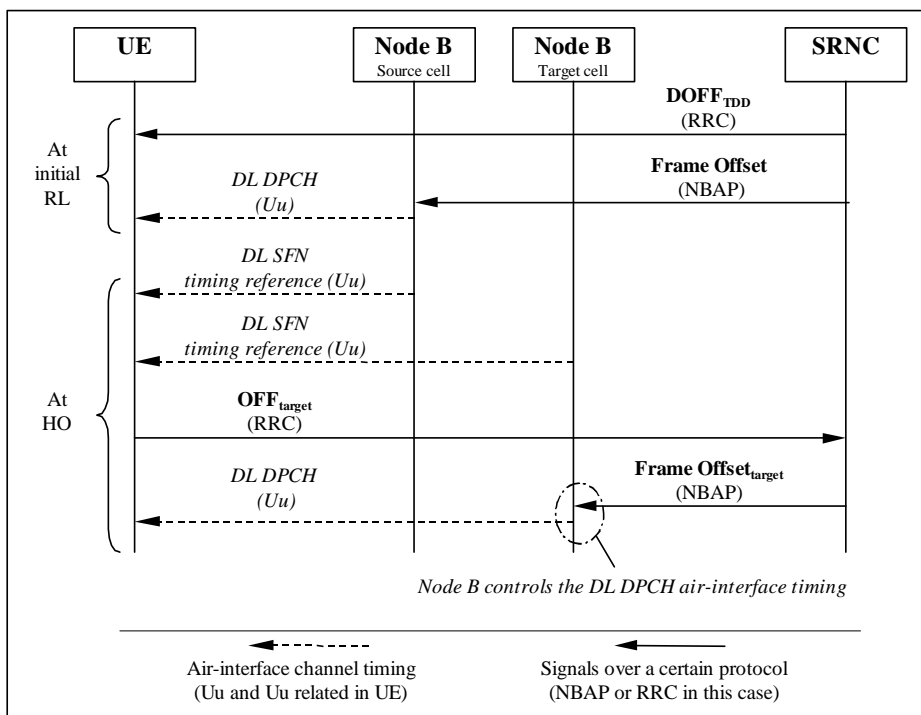 UE
Node B
Source cell
Node B
Target cell
SRNC
DOFF_TDD
(RRC)
At
initial
RL
Frame Offset
(NBAP)
DL DPCH
(Uu)
DL SFN
timing reference (Uu)
DL SFN
timing reference (Uu)
At
HO
OFF_target
(RRC)
Frame Offset_target
(NBAP)
DL DPCH
(Uu)
Node B controls the DL DPCH air-interface timing
Air-interface channel timing
(Uu and Uu related in UE)
Signals over a certain protocol
(NBAP or RRC in this case)